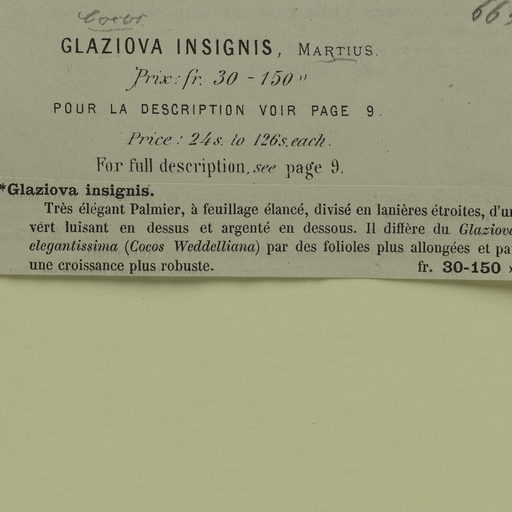 Cocos
665
GLAZIOVA INSIGNIS, MARTIUS.
Prix: fr. 30 - 150 "
POUR LA DESCRIPTION VOIR PAGE 9.
Price: 24s. to 126s. each.
For full description, see page 9.
*Glaziova insignis.
Très élégant Palmier, à feuillage élancé, divisé en lanières étroites, d'un
vert luisant en dessus et argenté en dessous. Il diffère du Glaziova
elegantissima (Cocos Weddelliana) par des folioles plus allongées et pa
une croissance plus robuste. fr. 30-150 »